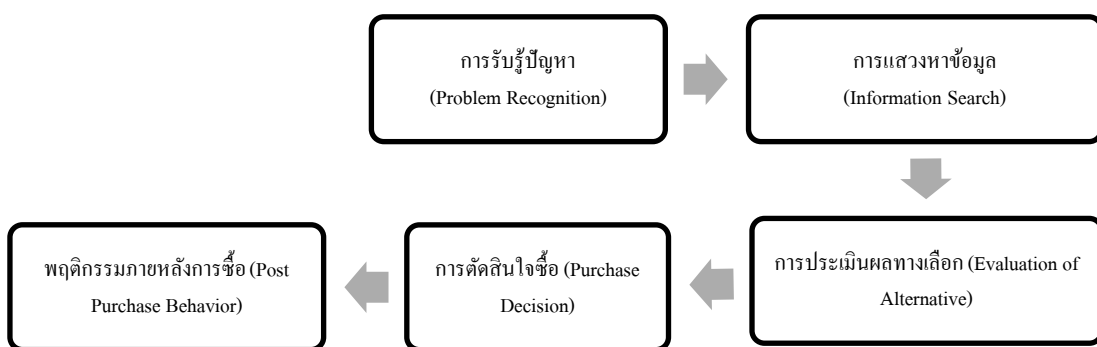 การรับรู้ปัญหา
(Problem Recognition)
การแสวงหาข้อมูล
(Information Search)
การประเมินผลทางเลือก (Evaluation of
Alternative)
การตัดสินใจซื้อ (Purchase
Decision)
พฤติกรรมภายหลังการซื้อ (Post
Purchase Behavior)